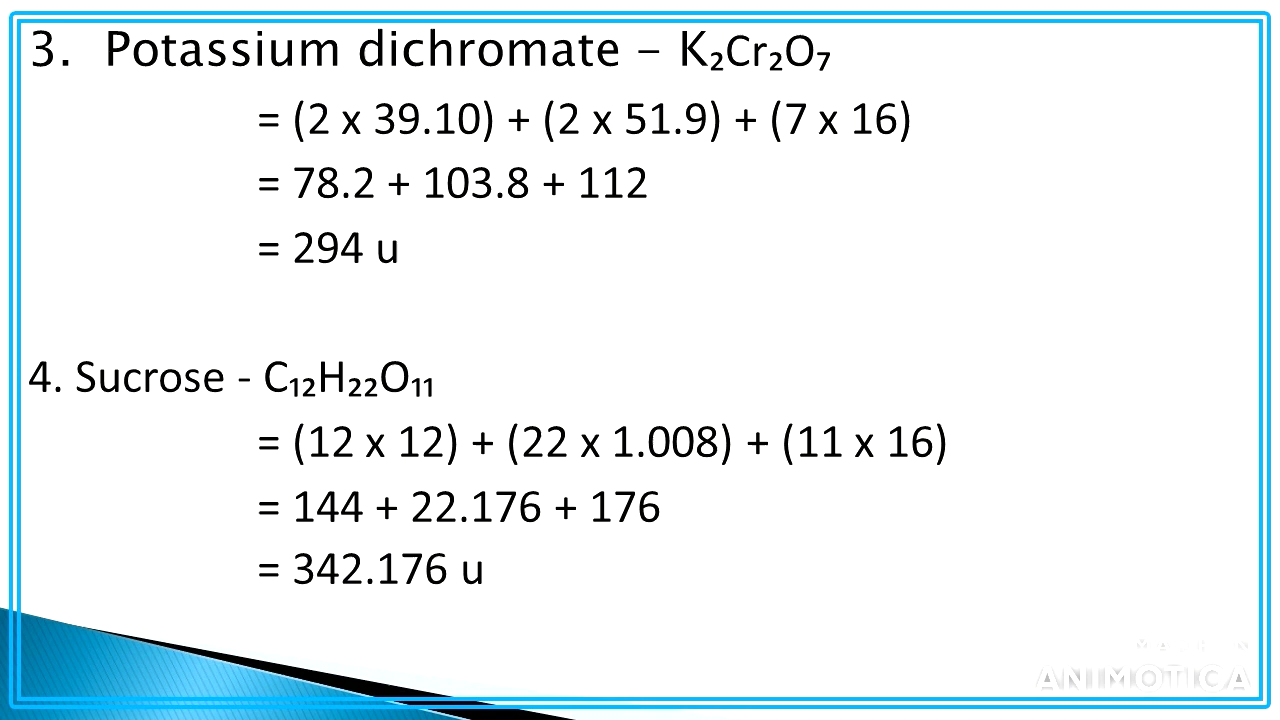 3. Potassium dichromate – K₂Cr₂O₇
= (2 x 39.10) + (2 x 51.9) + (7 x 16)
= 78.2 + 103.8 + 112
= 294 u
4. Sucrose - C₁₂H₂₂O₁₁
= (12 x 12) + (22 x 1.008) + (11 x 16)
= 144 + 22.176 + 176
= 342.176 u
ANIMOTICA